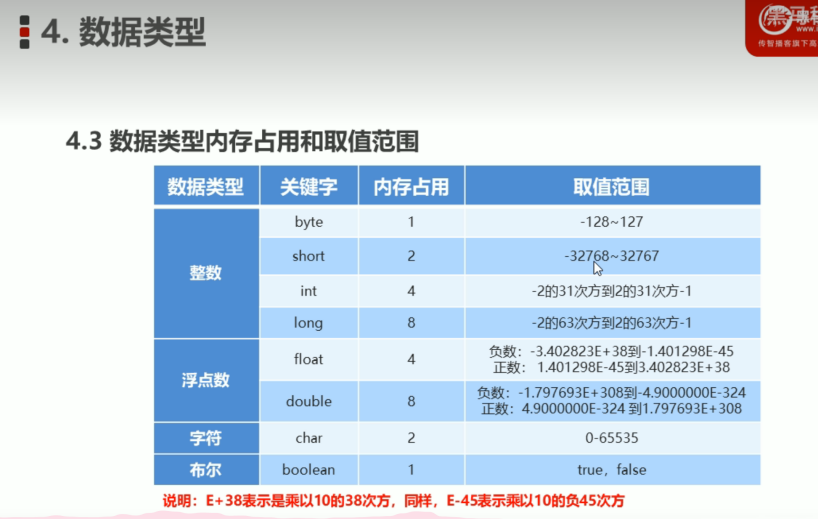 4. 数据类型
传智播客旗下高
4.3 数据类型内存占用和取值范围
数据类型 关键字 内存占用 取值范围
整数
byte 1 -128~127
short 2 -32768~32767
int 4 -2的31次方到2的31次方-1
long 8 -2的63次方到2的63次方-1
浮点数
float 4 负数：-3.402823E+38到-1.401298E-45
正数： 1.401298E-45到3.402823E+38
double 8 负数：-1.797693E+308到-4.9000000E-324
正数：4.9000000E-324 到1.797693E+308
字符 char 2 0-65535
布尔 boolean 1 true，false
说明：E+38表示是乘以10的38次方，同样，E-45表示乘以10的负45次方